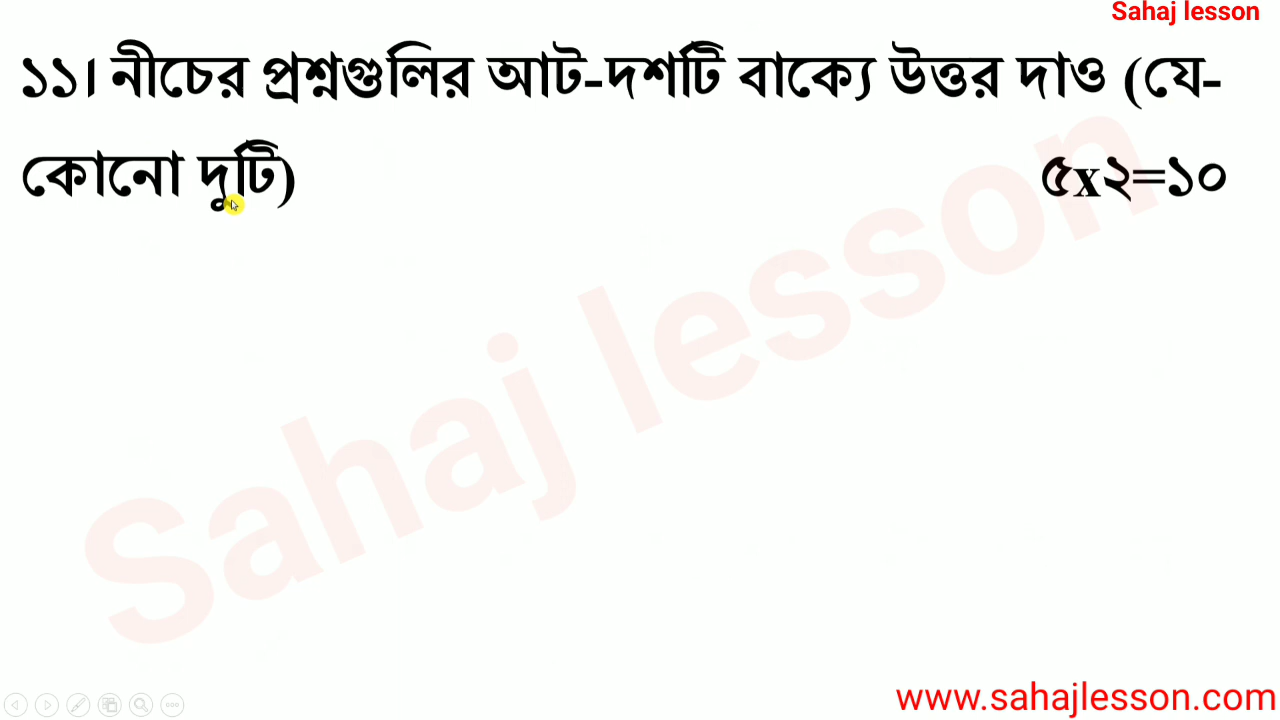 Sahaj lesson
১১। নীচের প্রশ্নগুলির আট-দশটি বাক্যে উত্তর দাও (যে-
কোনো দুটি) ৫x২=১০
Sahaj lesson
www.sahajlesson.com